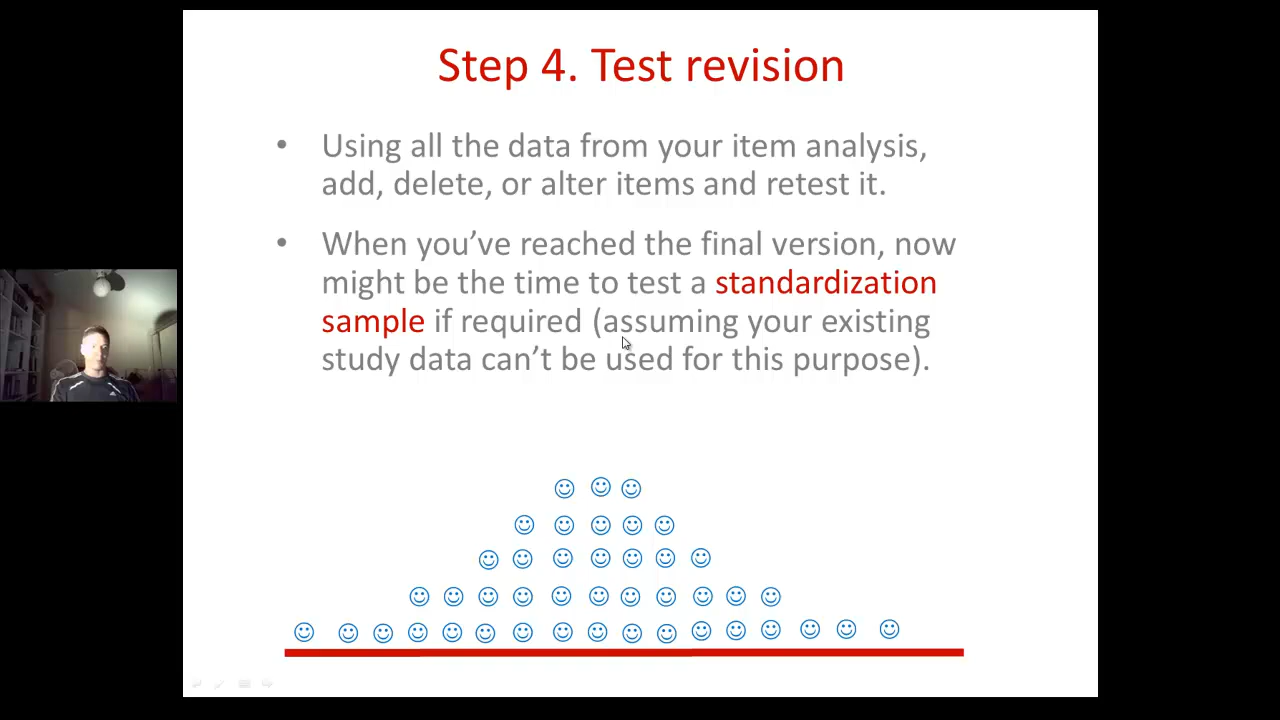 Step 4. Test revision
• Using all the data from your item analysis,
add, delete, or alter items and retest it.
• When you’ve reached the final version, now
might be the time to test a standardization
sample if required (assuming your existing
study data can’t be used for this purpose).